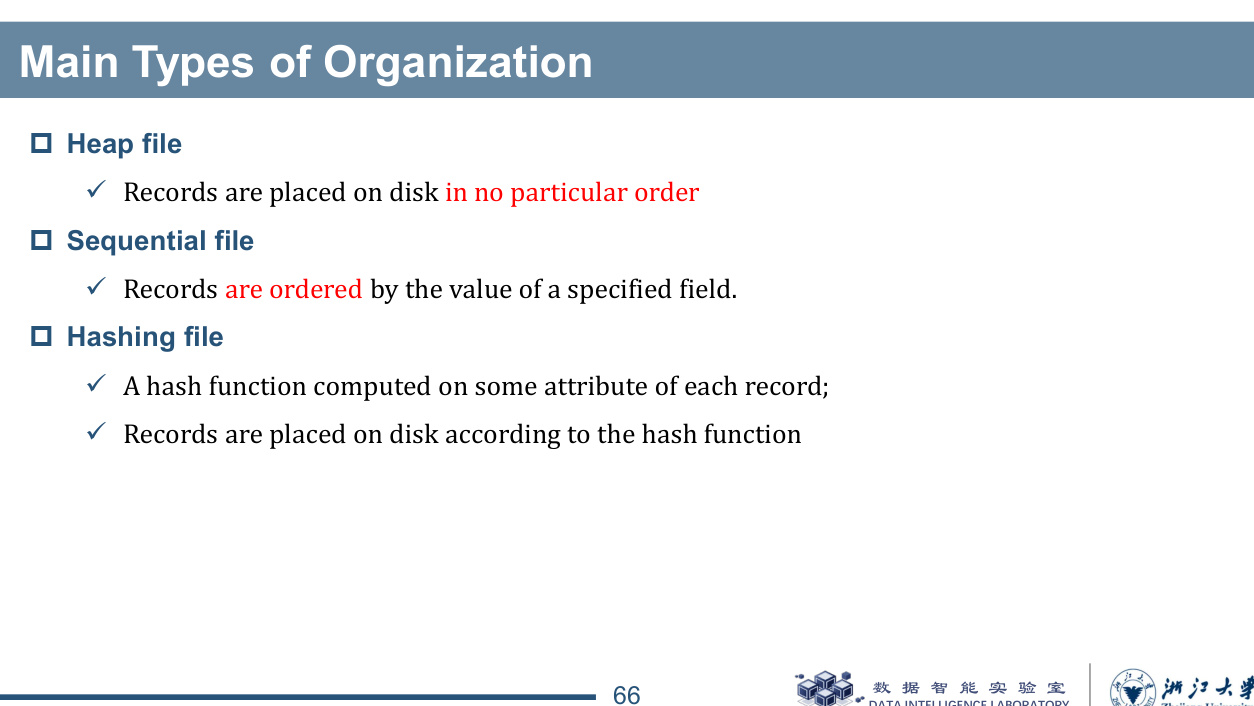 Main Types of Organization
Heap file
Records are placed on disk in no particular order
Sequential file
Records are ordered by the value of a specified field.
Hashing file
A hash function computed on some attribute of each record;
Records are placed on disk according to the hash function
66
数据智能实验室
DATA INTELLIGENCE LABORATORY
浙江大学
Zhejiang University